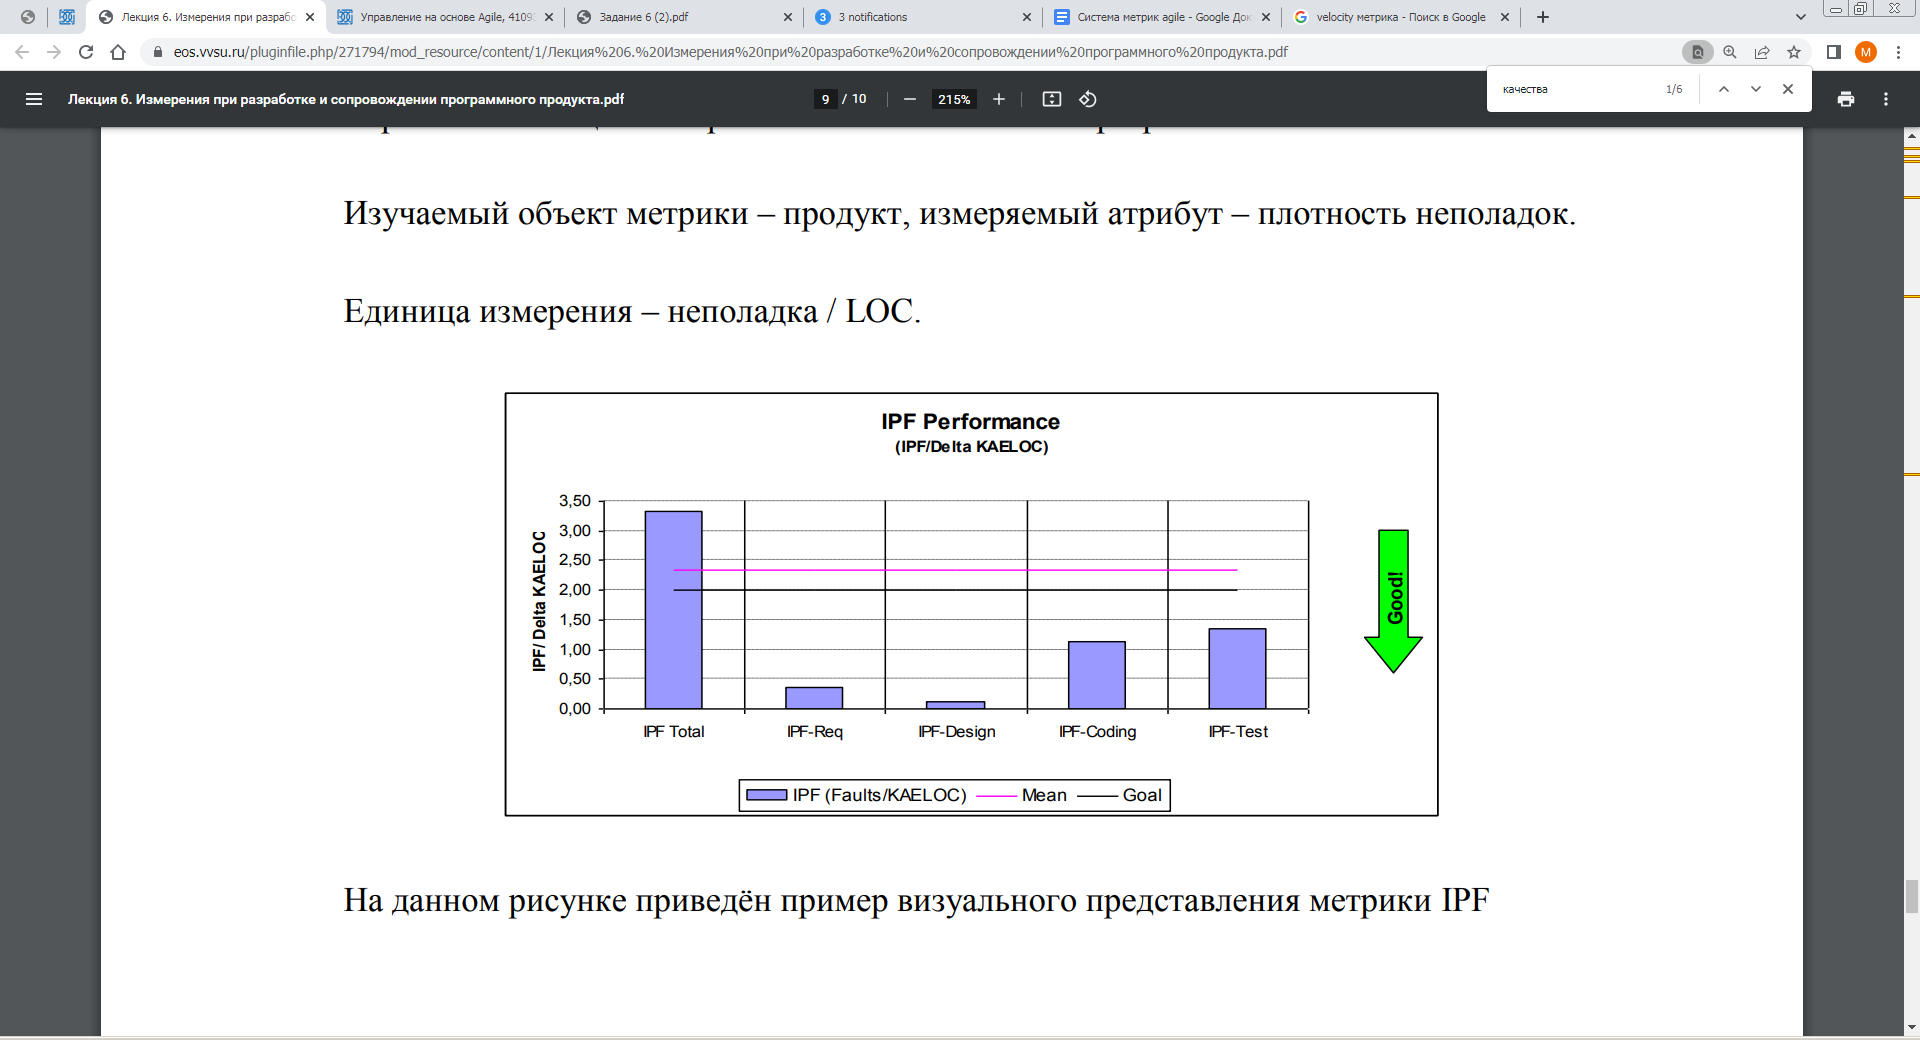 Лекция 6. Измерения при разрабо
Управление на основе Agile, 4109
Задание 6 (2).pdf
3
3 notifications
Система метрик agile - Google Док
velocity метрика - Поиск в Google
eos.vvsu.ru/pluginfile.php/271794/mod_resource/content/1/Лекция%206.%20Измерения%20при%20разработке%20и%20сопровождении%20программного%20продукта.pdf
M
Лекция 6. Измерения при разработке и сопровождении программного продукта.pdf
9 / 10
215%
качества
1/6
Изучаемый объект метрики – продукт, измеряемый атрибут – плотность неполадок.
Единица измерения – неполадка / LOC.
IPF Performance
(IPF/Delta KAELOC)
IPF/ Delta KAELOC
3,50
3,00
2,50
2,00
1,50
1,00
0,50
0,00
IPF Total
IPF-Req
IPF-Design
IPF-Coding
IPF-Test
Good!
IPF (Faults/KAELOC)
Mean
Goal
На данном рисунке приведён пример визуального представления метрики IPF